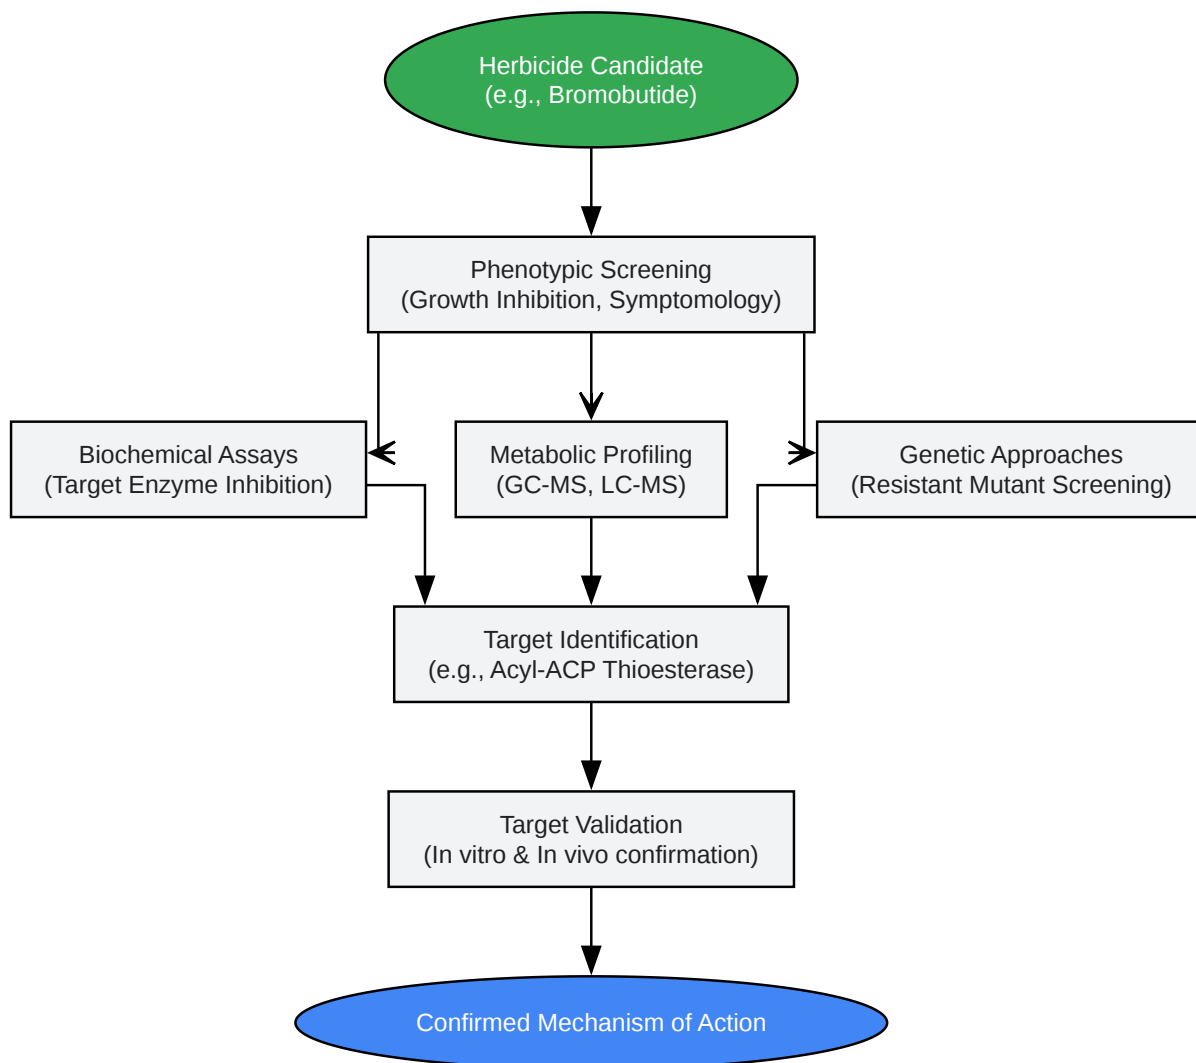 Herbicide Candidate
(e.g., Bromobutide)
Phenotypic Screening
(Growth Inhibition, Symptomology)
Biochemical Assays
(Target Enzyme Inhibition)
Metabolic Profiling
(GC-MS, LC-MS)
Genetic Approaches
(Resistant Mutant Screening)
Target Identification
(e.g., Acyl-ACP Thioesterase)
Target Validation
(In vitro & In vivo confirmation)
Confirmed Mechanism of Action